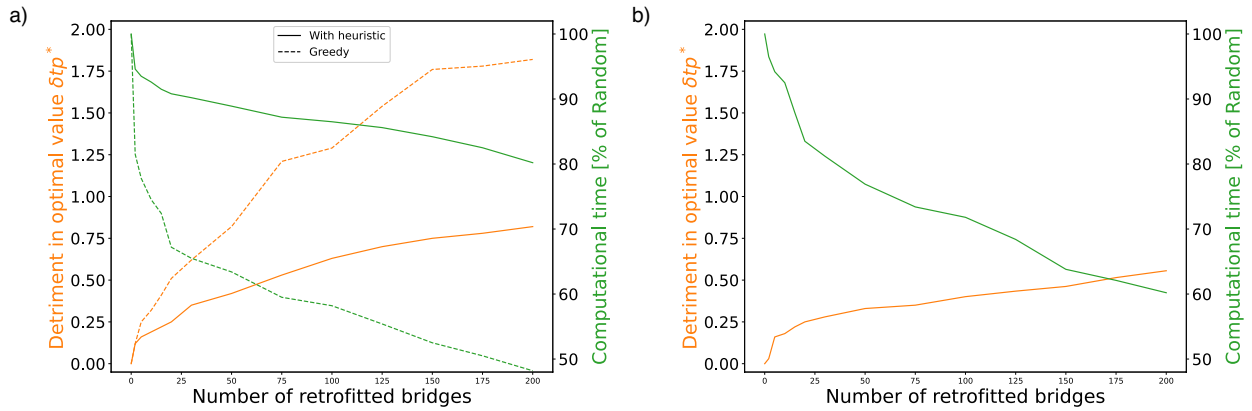 a)
With heuristic
Greedy
Detriment in optimal value δtp*
2.00
1.75
1.50
1.25
1.00
0.75
0.50
0.25
0.00
Computational time [% of Random]
100
90
80
70
60
50
0 25 50 75 100 125 150 175 200
Number of retrofitted bridges
b)
Detriment in optimal value δtp*
2.00
1.75
1.50
1.25
1.00
0.75
0.50
0.25
0.00
Computational time [% of Random]
100
90
80
70
60
50
0 25 50 75 100 125 150 175 200
Number of retrofitted bridges